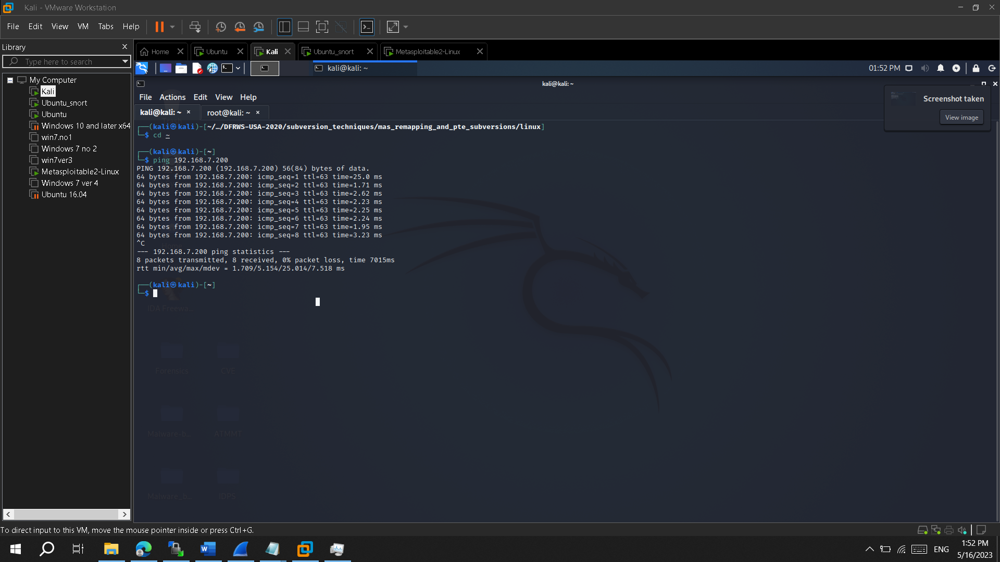 Kali - VMware Workstation
File Edit View VM Tabs Help
Library
Type here to search
My Computer
Kali
Ubuntu_snort
Ubuntu
Windows 10 and later x64
win7.no1
Windows 7 no 2
win7ver3
Metasploitable2-Linux
Windows 7 ver 4
Ubuntu 16.04
Home Ubuntu Kali Ubuntu_snort Metasploitable2-Linux
kali@kali: ~ 01:52 PM
kali@kali: ~
Screenshot taken
View image
File Actions Edit View Help
kali@kali: ~ × root@kali: ~ ×
┌──(kali㉿kali)-[~/…/DFRWS-USA-2020/subversion_techniques/mas_remapping_and_pte_subversions/linux]
└─$ cd ~
┌──(kali㉿kali)-[~]
└─$ ping 192.168.7.200
PING 192.168.7.200 (192.168.7.200) 56(84) bytes of data.
64 bytes from 192.168.7.200: icmp_seq=1 ttl=63 time=25.0 ms
64 bytes from 192.168.7.200: icmp_seq=2 ttl=63 time=1.71 ms
64 bytes from 192.168.7.200: icmp_seq=3 ttl=63 time=2.62 ms
64 bytes from 192.168.7.200: icmp_seq=4 ttl=63 time=2.23 ms
64 bytes from 192.168.7.200: icmp_seq=5 ttl=63 time=2.25 ms
64 bytes from 192.168.7.200: icmp_seq=6 ttl=63 time=2.24 ms
64 bytes from 192.168.7.200: icmp_seq=7 ttl=63 time=1.95 ms
64 bytes from 192.168.7.200: icmp_seq=8 ttl=63 time=3.23 ms
^C
--- 192.168.7.200 ping statistics ---
8 packets transmitted, 8 received, 0% packet loss, time 7015ms
rtt min/avg/max/mdev = 1.709/5.154/25.014/7.518 ms
┌──(kali㉿kali)-[~]
└─$
IDA Freewa...
Forensics CVE
Malware-b... ATMMT
Malware_b... IDPS
To direct input to this VM, move the mouse pointer inside or press Ctrl+G.
ENG
1:52 PM
5/16/2023